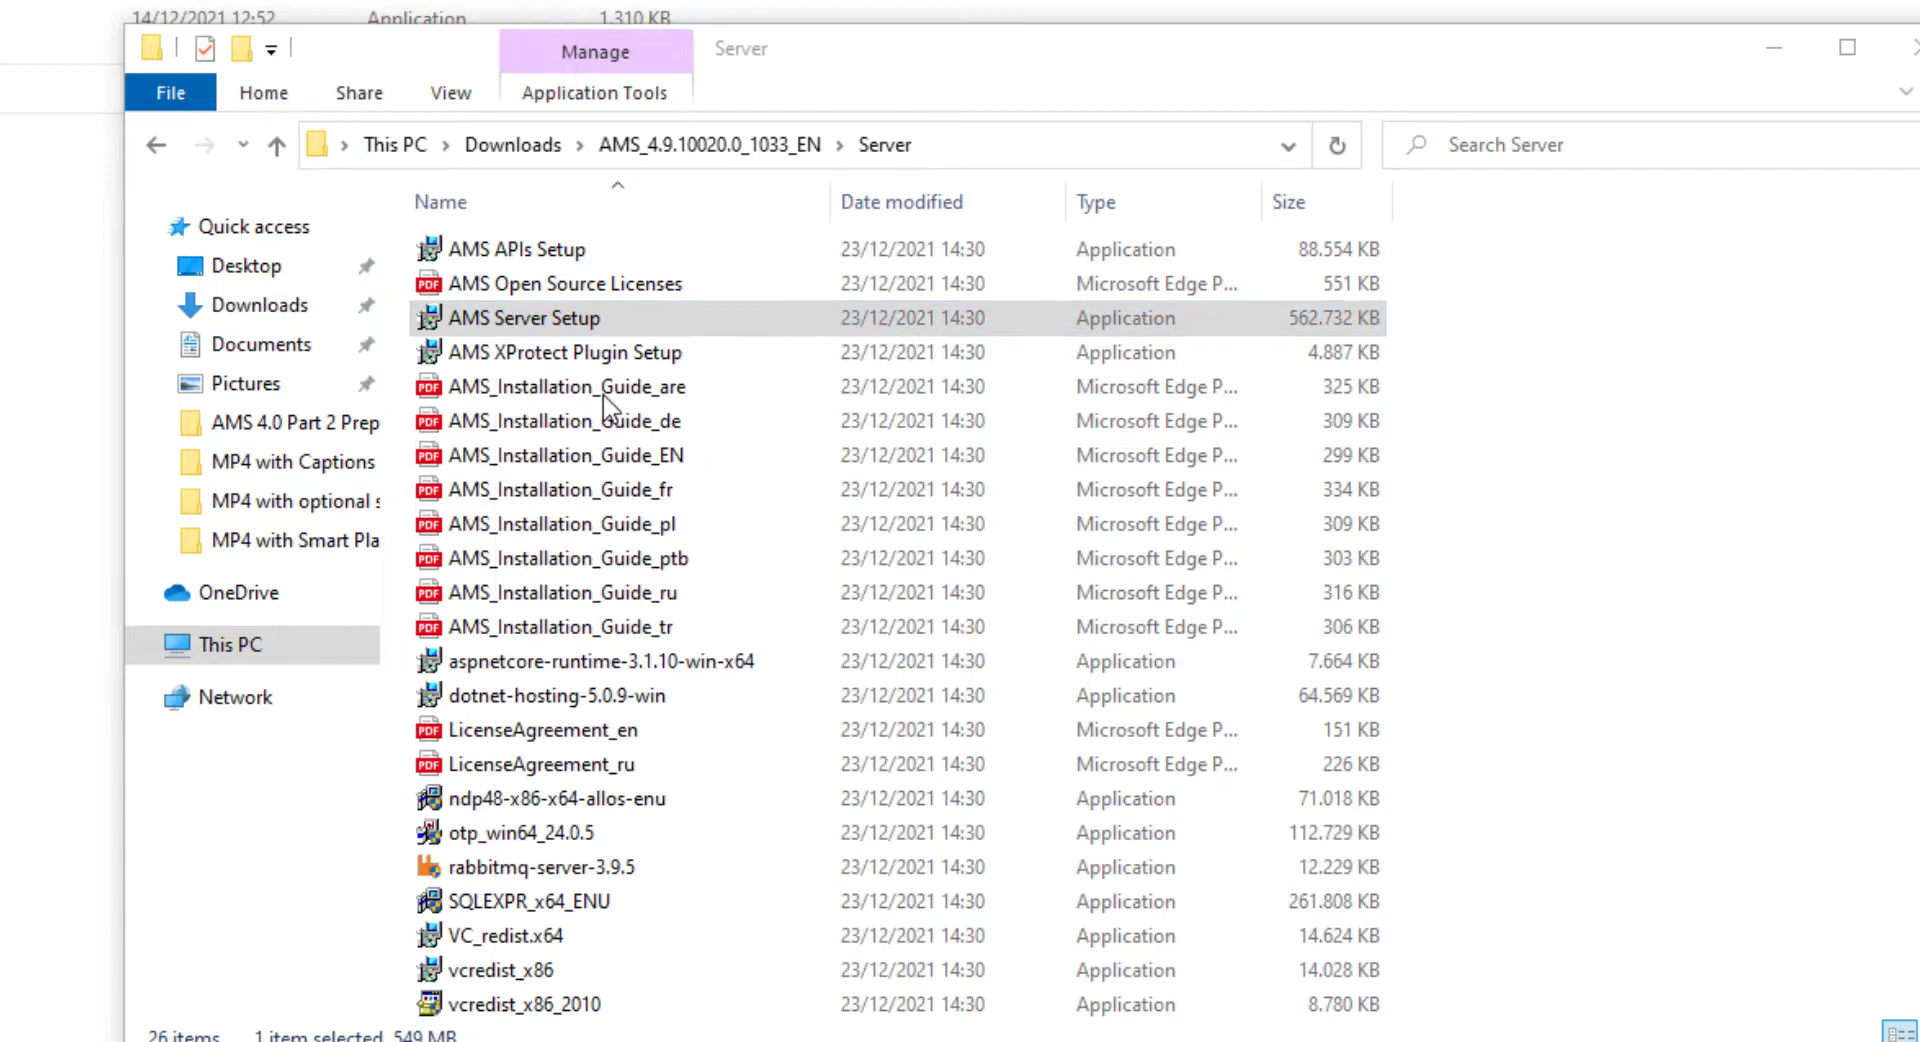 14/12/2021 12:52 Application 1.310 KB
Manage Server
File Home Share View Application Tools
This PC › Downloads › AMS_4.9.10020.0_1033_EN › Server Search Server
Name Date modified Type Size
Quick access
Desktop
Downloads
Documents
Pictures
AMS 4.0 Part 2 Prep
MP4 with Captions
MP4 with optional s
MP4 with Smart Pla
OneDrive
This PC
Network
AMS APIs Setup 23/12/2021 14:30 Application 88.554 KB
PDF AMS Open Source Licenses 23/12/2021 14:30 Microsoft Edge P... 551 KB
AMS Server Setup 23/12/2021 14:30 Application 562.732 KB
AMS XProtect Plugin Setup 23/12/2021 14:30 Application 4.887 KB
PDF AMS_Installation_Guide_are 23/12/2021 14:30 Microsoft Edge P... 325 KB
PDF AMS_Installation_Guide_de 23/12/2021 14:30 Microsoft Edge P... 309 KB
PDF AMS_Installation_Guide_EN 23/12/2021 14:30 Microsoft Edge P... 299 KB
PDF AMS_Installation_Guide_fr 23/12/2021 14:30 Microsoft Edge P... 334 KB
PDF AMS_Installation_Guide_pl 23/12/2021 14:30 Microsoft Edge P... 309 KB
PDF AMS_Installation_Guide_ptb 23/12/2021 14:30 Microsoft Edge P... 303 KB
PDF AMS_Installation_Guide_ru 23/12/2021 14:30 Microsoft Edge P... 316 KB
PDF AMS_Installation_Guide_tr 23/12/2021 14:30 Microsoft Edge P... 306 KB
aspnetcore-runtime-3.1.10-win-x64 23/12/2021 14:30 Application 7.664 KB
dotnet-hosting-5.0.9-win 23/12/2021 14:30 Application 64.569 KB
PDF LicenseAgreement_en 23/12/2021 14:30 Microsoft Edge P... 151 KB
PDF LicenseAgreement_ru 23/12/2021 14:30 Microsoft Edge P... 226 KB
ndp48-x86-x64-allos-enu 23/12/2021 14:30 Application 71.018 KB
otp_win64_24.0.5 23/12/2021 14:30 Application 112.729 KB
rabbitmq-server-3.9.5 23/12/2021 14:30 Application 12.229 KB
SQLEXPR_x64_ENU 23/12/2021 14:30 Application 261.808 KB
VC_redist.x64 23/12/2021 14:30 Application 14.624 KB
vcredist_x86 23/12/2021 14:30 Application 14.028 KB
vcredist_x86_2010 23/12/2021 14:30 Application 8.780 KB
26 items 1 item selected 549 MB